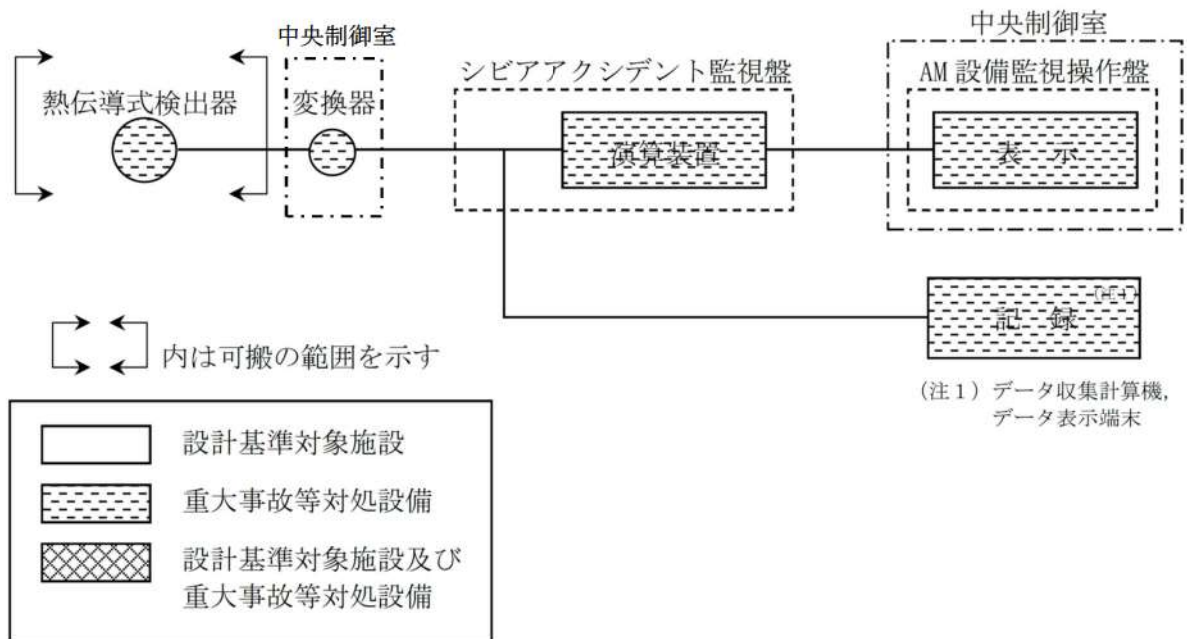 中央制御室
中央制御室
シビアアクシデント監視盤
AM 設備監視操作盤
熱伝導式検出器
変換器
演算装置
表 示
(注1)
記 録
内は可搬の範囲を示す
(注1) データ収集計算機,
データ表示端末
設計基準対象施設
重大事故等対処設備
設計基準対象施設及び
重大事故等対処設備